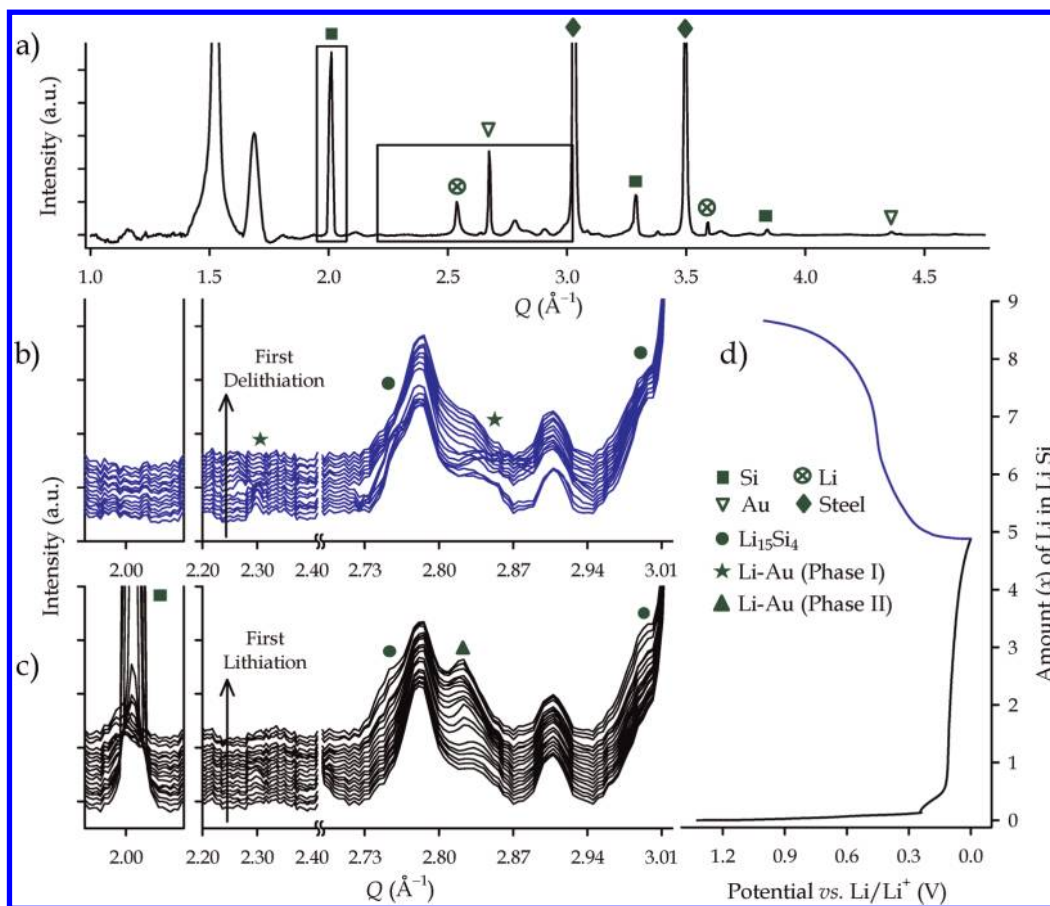 a)
Intensity (a.u.)
1.0 1.5 2.0 2.5 3.0 3.5 4.0 4.5
Q (Å⁻¹)
b)
First
Delithiation
2.00 2.20 2.30 2.40 2.73 2.80 2.87 2.94 3.01
Intensity (a.u.)
c)
First
Lithiation
2.00 2.20 2.30 2.40 2.73 2.80 2.87 2.94 3.01
Q (Å⁻¹)
d)
Si Li
Au Steel
Li₁₅Si₄
Li-Au (Phase I)
Li-Au (Phase II)
9
8
7
6
5
4
3
2
1
0
Amount (x) of Li in LiₓSi
1.2 0.9 0.6 0.3 0.0
Potential vs. Li/Li⁺ (V)